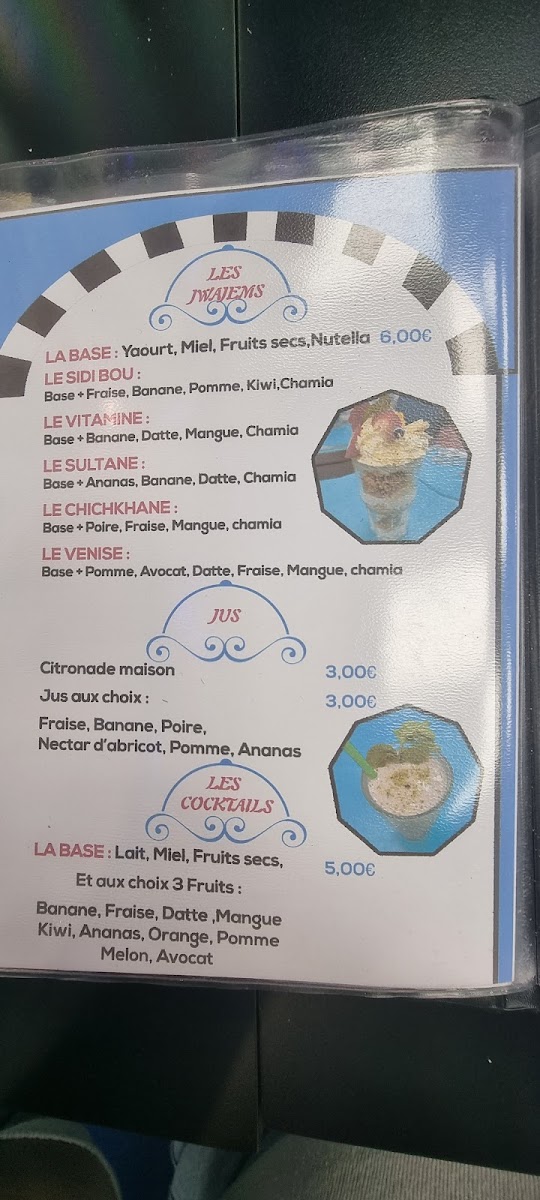 LES
JWAJEMS
LA BASE : Yaourt, Miel, Fruits secs,Nutella 6,00€
LE SIDI BOU :
Base + Fraise, Banane, Pomme, Kiwi,Chamia
LE VITAMINE :
Base + Banane, Datte, Mangue, Chamia
LE SULTANE :
Base + Ananas, Banane, Datte, Chamia
LE CHICHKHANE :
Base + Poire, Fraise, Mangue, chamia
LE VENISE :
Base + Pomme, Avocat, Datte, Fraise, Mangue, chamia
JUS
Citronade maison 3,00€
Jus aux choix : 3,00€
Fraise, Banane, Poire,
Nectar d'abricot, Pomme, Ananas
LES
COCKTAILS
LA BASE : Lait, Miel, Fruits secs, 5,00€
Et aux choix 3 Fruits :
Banane, Fraise, Datte ,Mangue
Kiwi, Ananas, Orange, Pomme
Melon, Avocat